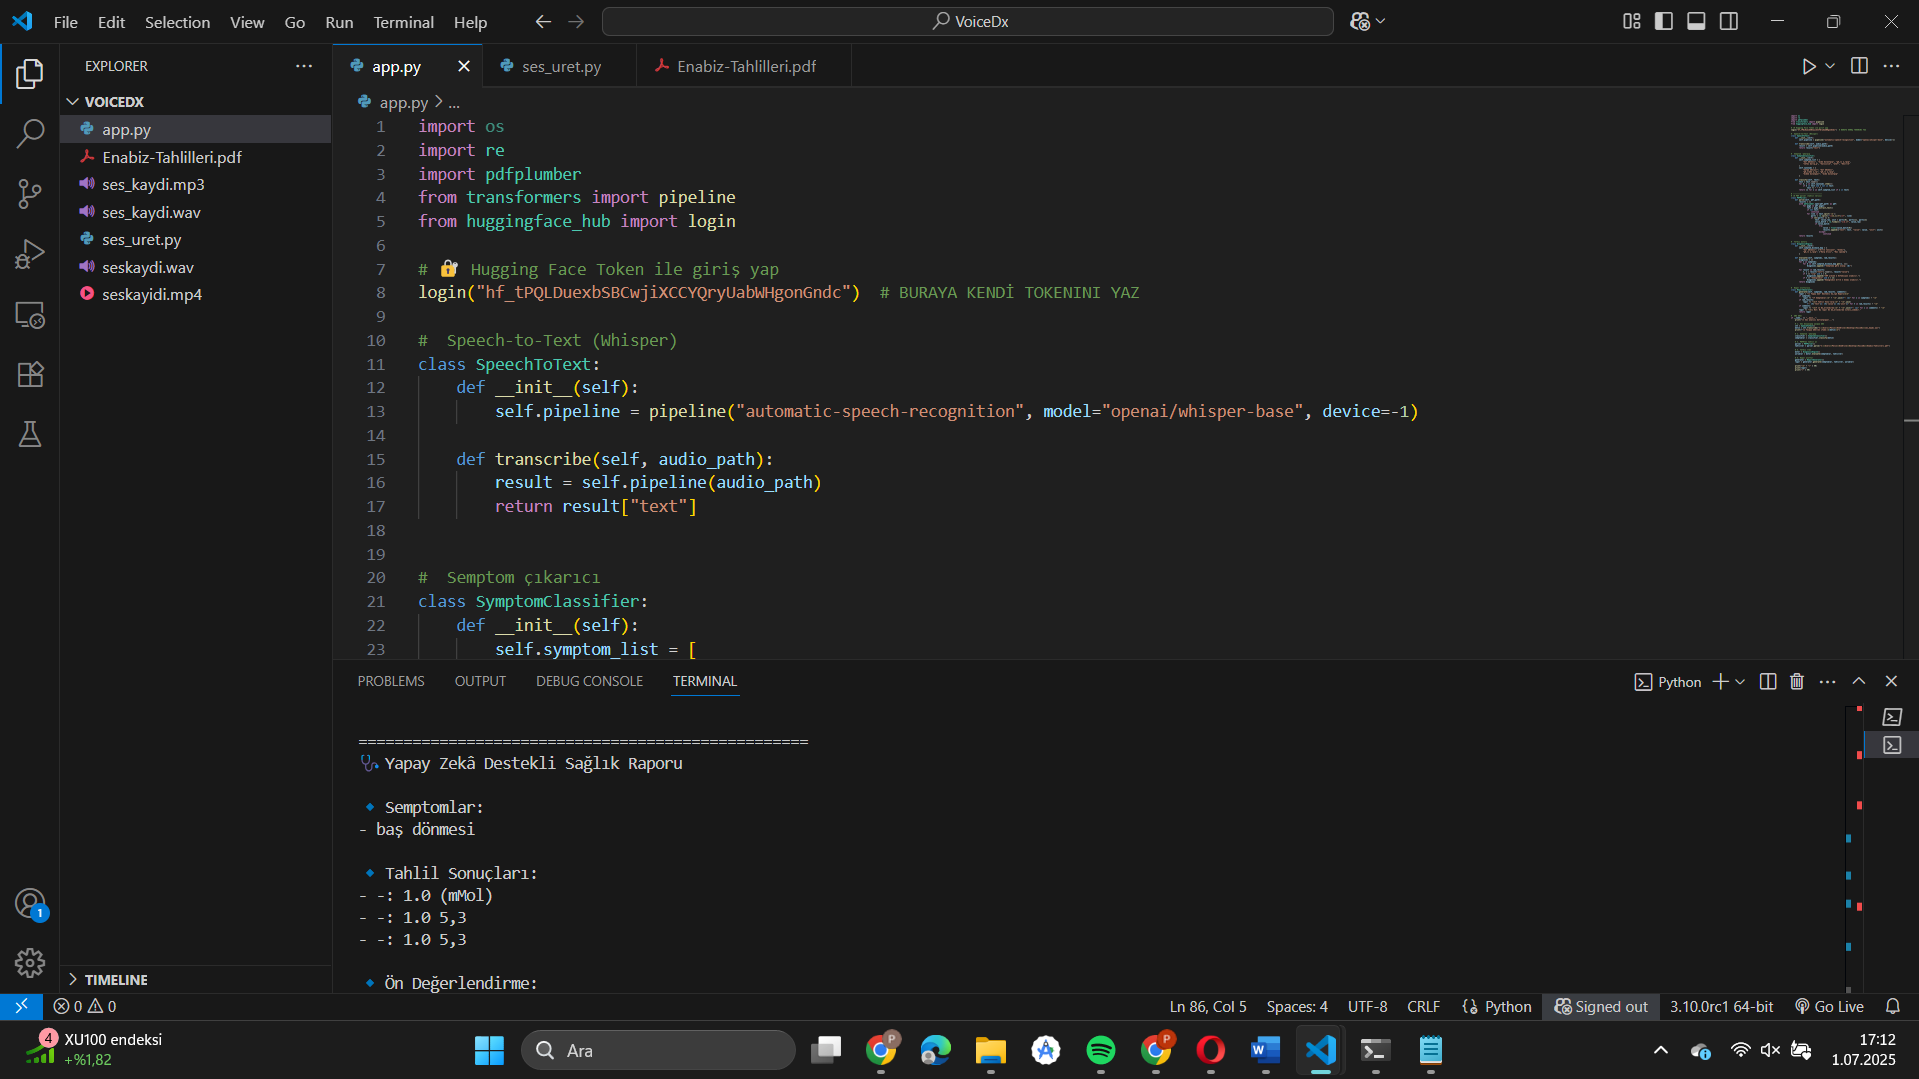 File Edit Selection View Go Run Terminal Help
VoiceDx
EXPLORER
VOICEDX
app.py
Enabiz-Tahlilleri.pdf
ses_kaydi.mp3
ses_kaydi.wav
ses_uret.py
seskaydi.wav
seskayidi.mp4
TIMELINE
app.py ses_uret.py Enabiz-Tahlilleri.pdf
app.py > ...
1 import os
2 import re
3 import pdfplumber
4 from transformers import pipeline
5 from huggingface_hub import login
6
7 # 🔐 Hugging Face Token ile giriş yap
8 login("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") # BURAYA KENDİ TOKENINI YAZ
9
10 # Speech-to-Text (Whisper)
11 class SpeechToText:
12 def __init__(self):
13 self.pipeline = pipeline("automatic-speech-recognition", model="openai/whisper-base", device=-1)
14
15 def transcribe(self, audio_path):
16 result = self.pipeline(audio_path)
17 return result["text"]
18
19
20 # Semptom çıkarıcı
21 class SymptomClassifier:
22 def __init__(self):
23 self.symptom_list = [
PROBLEMS OUTPUT DEBUG CONSOLE TERMINAL
Python
==================================================
🩺 Yapay Zekâ Destekli Sağlık Raporu
🔹 Semptomlar:
- baş dönmesi
🔹 Tahlil Sonuçları:
- -: 1.0 (mMol)
- -: 1.0 5,3
- -: 1.0 5,3
🔹 Ön Değerlendirme:
1
0 0
Ln 86, Col 5 Spaces: 4 UTF-8 CRLF {} Python Signed out 3.10.0rc1 64-bit Go Live
4
XU100 endeksi
+%1,82
Ara
17:12
1.07.2025